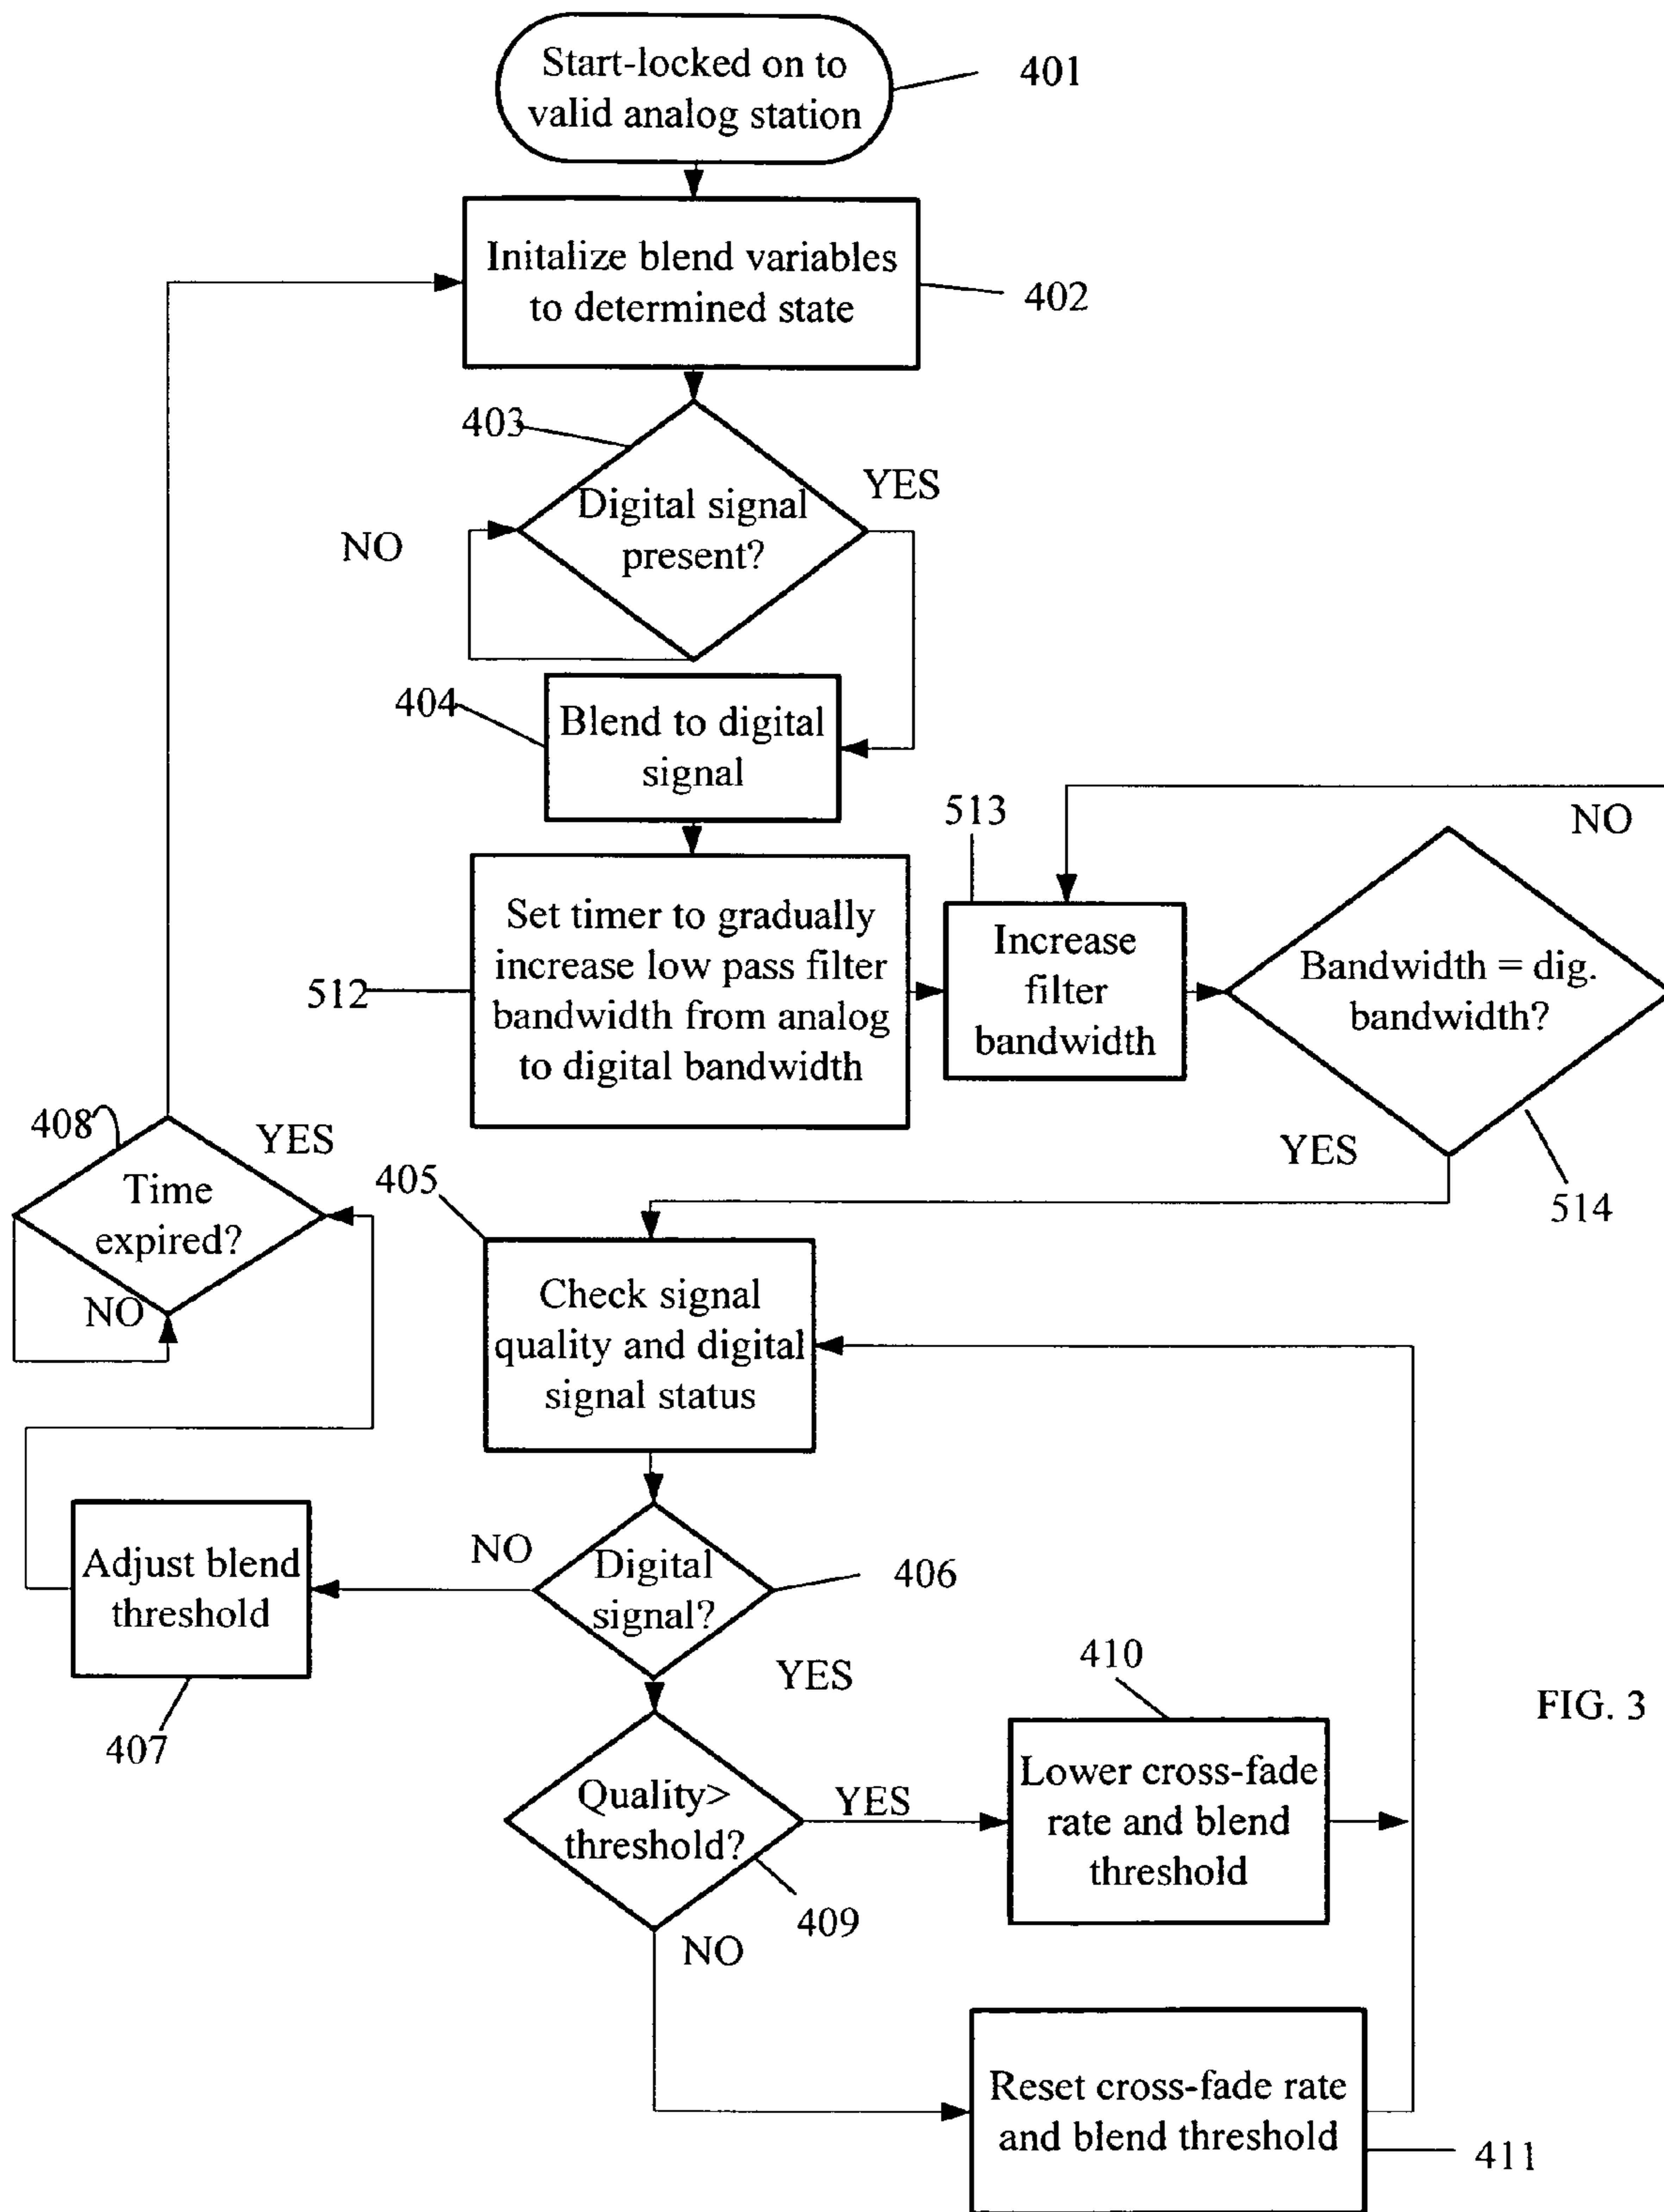 Start-locked on to
valid analog station
401
Initalize blend variables
to determined state
402
403
YES
Digital signal
present?
NO
404
Blend to digital
signal
513
NO
Set timer to gradually
increase low pass filter
bandwidth from analog
to digital bandwidth
512
Increase
filter
bandwidth
Bandwidth = dig.
bandwidth?
514
YES
408
YES
Time
expired?
NO
405
Check signal
quality and digital
signal status
NO
Digital
signal?
406
YES
Adjust blend
threshold
407
410
FIG. 3
Quality>
threshold?
YES
409
NO
Lower cross-fade
rate and blend
threshold
Reset cross-fade rate
and blend threshold
411